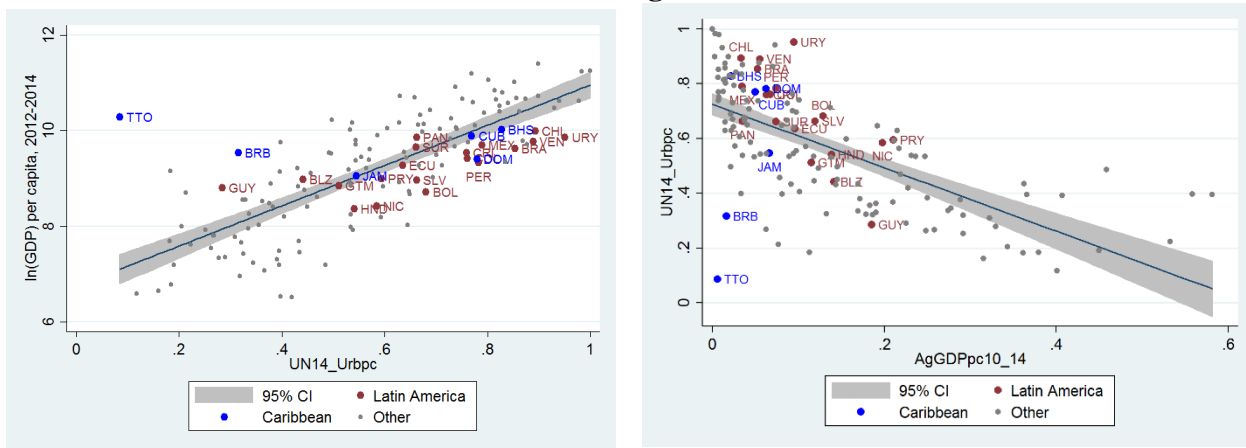 g
12
10
8
6
ln(GDP) per capita, 2012-2014
TTO
BRB
GUY
BLZ
GTM
JAM
HND
NIC
PRY
ECU
SLV
BOL
PAN
SUR
CUB
MEX
DOM
PER
BHS
CHL
VEN
BRA
URY
0 .2 .4 .6 .8 1
UN14_Urbpc
95% CI Latin America
Caribbean Other
1
.8
.6
.4
.2
0
UN14_Urbpc
URY
CHL
VEN
BRA
PER
BHS
DOM
CUB
MEX
BOL
SUR
SLV
ECU
PAN
PRY
NIC
HND
GTM
JAM
BLZ
BRB
GUY
TTO
0 .2 .4 .6
AgGDPpc10_14
95% CI Latin America
Caribbean Other